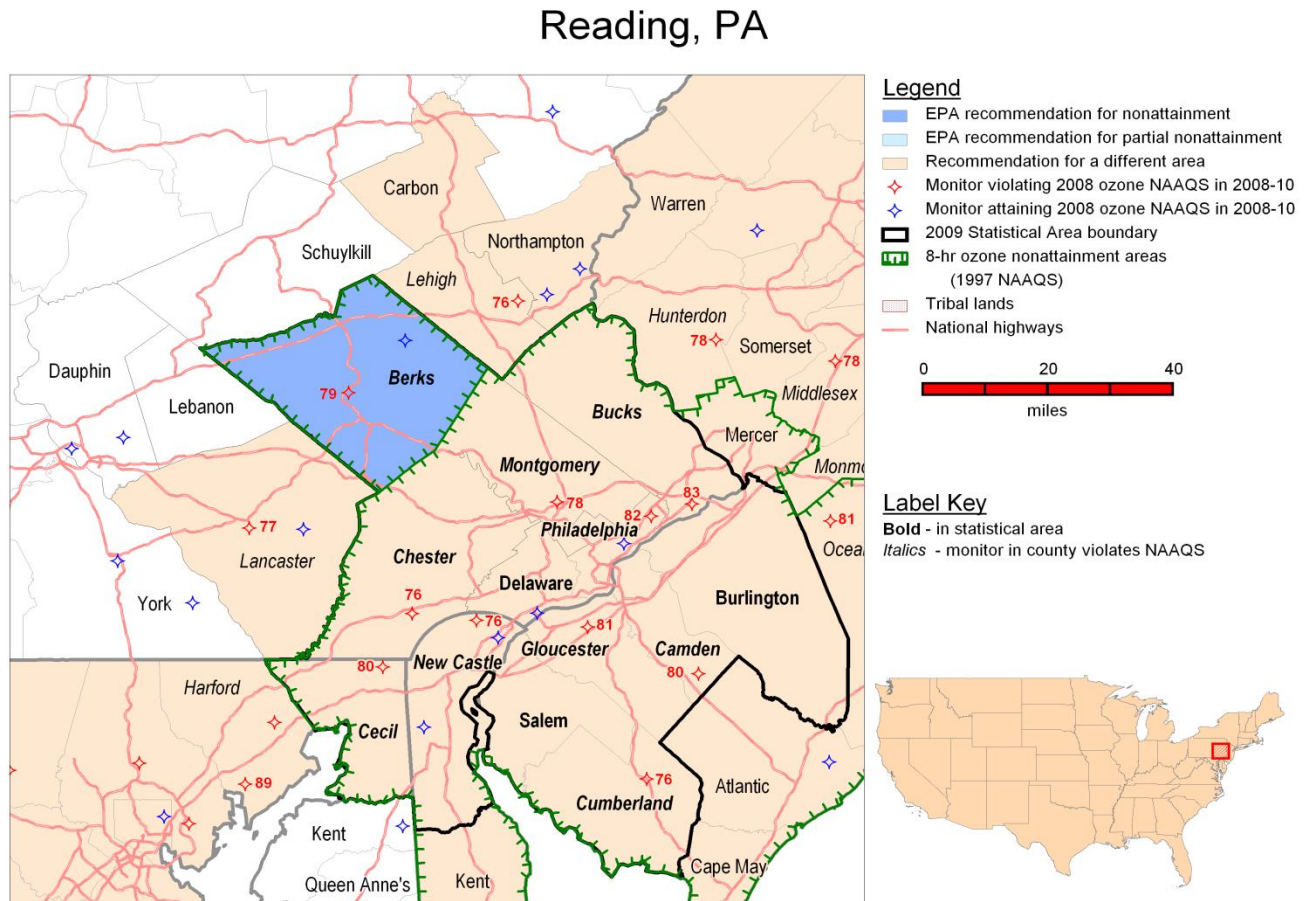 Reading, PA
Legend
EPA recommendation for nonattainment
EPA recommendation for partial nonattainment
Recommendation for a different area
Monitor violating 2008 ozone NAAQS in 2008-10
Monitor attaining 2008 ozone NAAQS in 2008-10
2009 Statistical Area boundary
8-hr ozone nonattainment areas
(1997 NAAQS)
Tribal lands
National highways
0 20 40
miles
Label Key
Bold - in statistical area
Italics - monitor in county violates NAAQS
Carbon
Warren
Northampton
Schuylkill
Lehigh
76
Hunterdon
78
Somerset
78
Dauphin
Berks
79
Middlesex
Lebanon
Bucks
Mercer
Montgomery
Monmo
78
83
82
81
Philadelphia
77
Ocean
Lancaster
Chester
Delaware
York
Burlington
76
76
81
Gloucester
Camden
New Castle
80
80
Harford
Salem
Cecil
89
76
Atlantic
Cumberland
Kent
Cape May
Queen Anne's
Kent